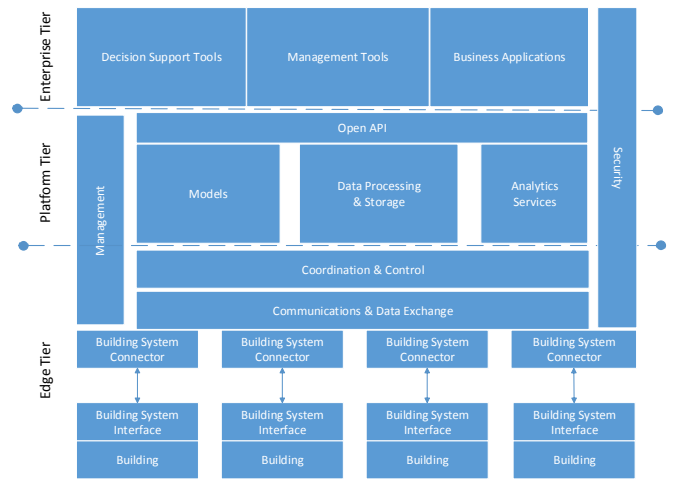 Enterprise Tier
Decision Support Tools
Management Tools
Business Applications
Platform Tier
Management
Open API
Models
Data Processing
& Storage
Analytics
Services
Security
Coordination & Control
Communications & Data Exchange
Edge Tier
Building System
Connector
Building System
Connector
Building System
Connector
Building System
Connector
Building System
Interface
Building System
Interface
Building System
Interface
Building System
Interface
Building
Building
Building
Building